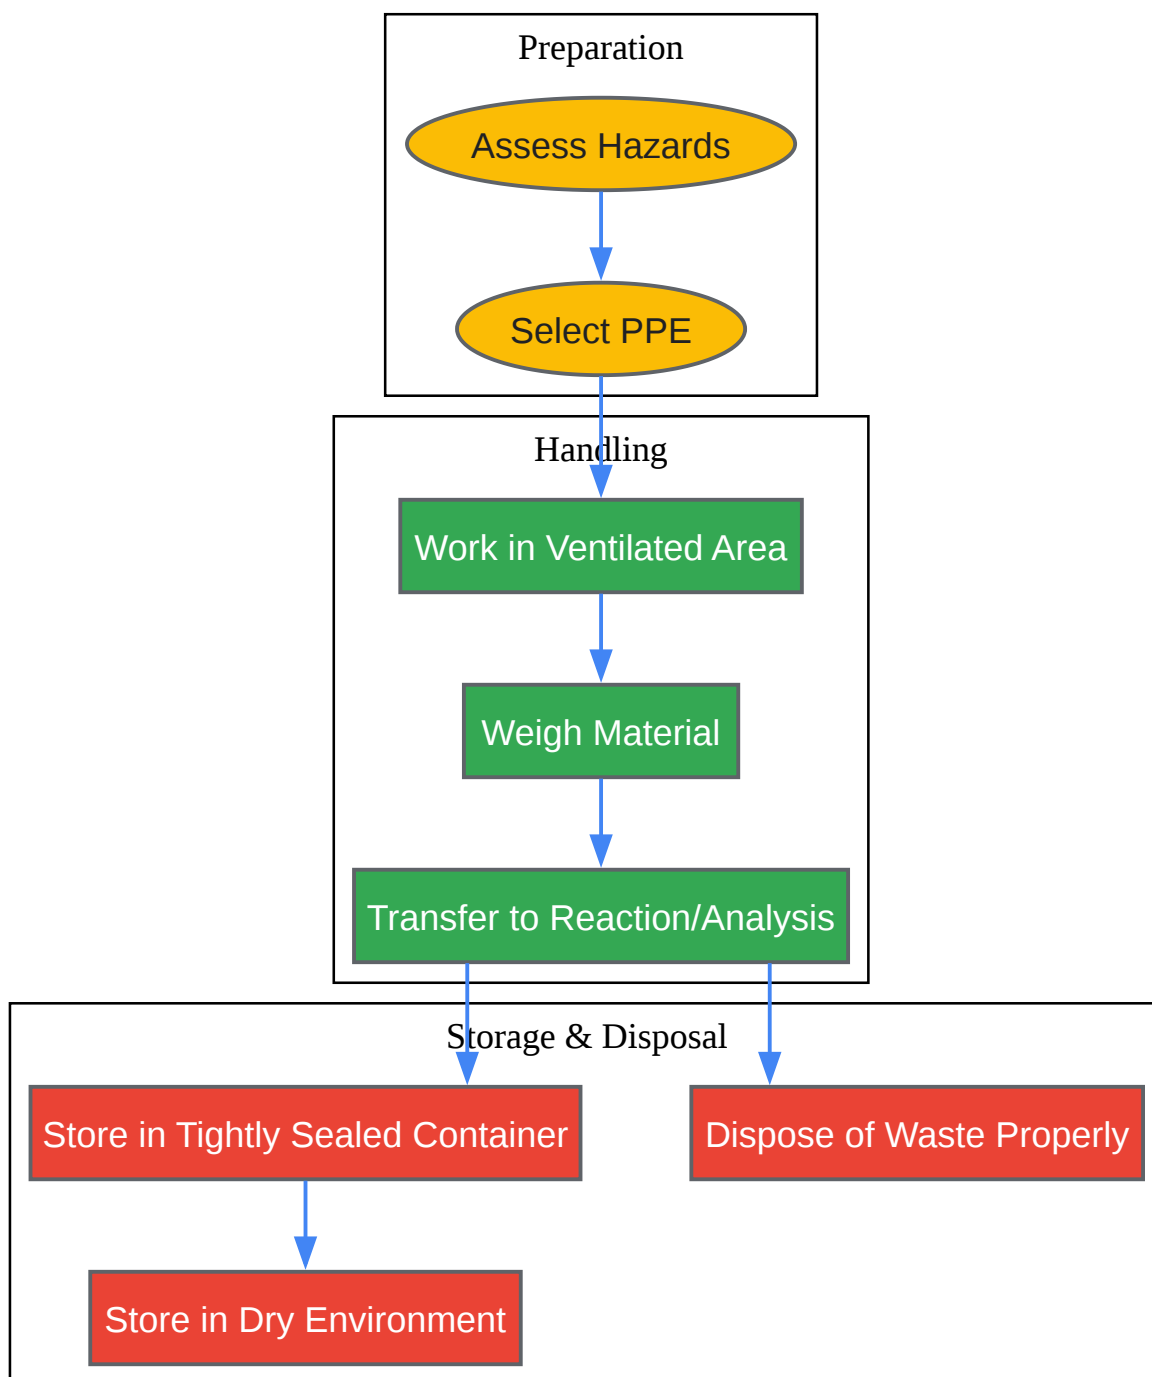 Preparation
Assess Hazards
Select PPE
Handling
Work in Ventilated Area
Weigh Material
Transfer to Reaction/Analysis
Storage & Disposal
Store in Tightly Sealed Container
Dispose of Waste Properly
Store in Dry Environment